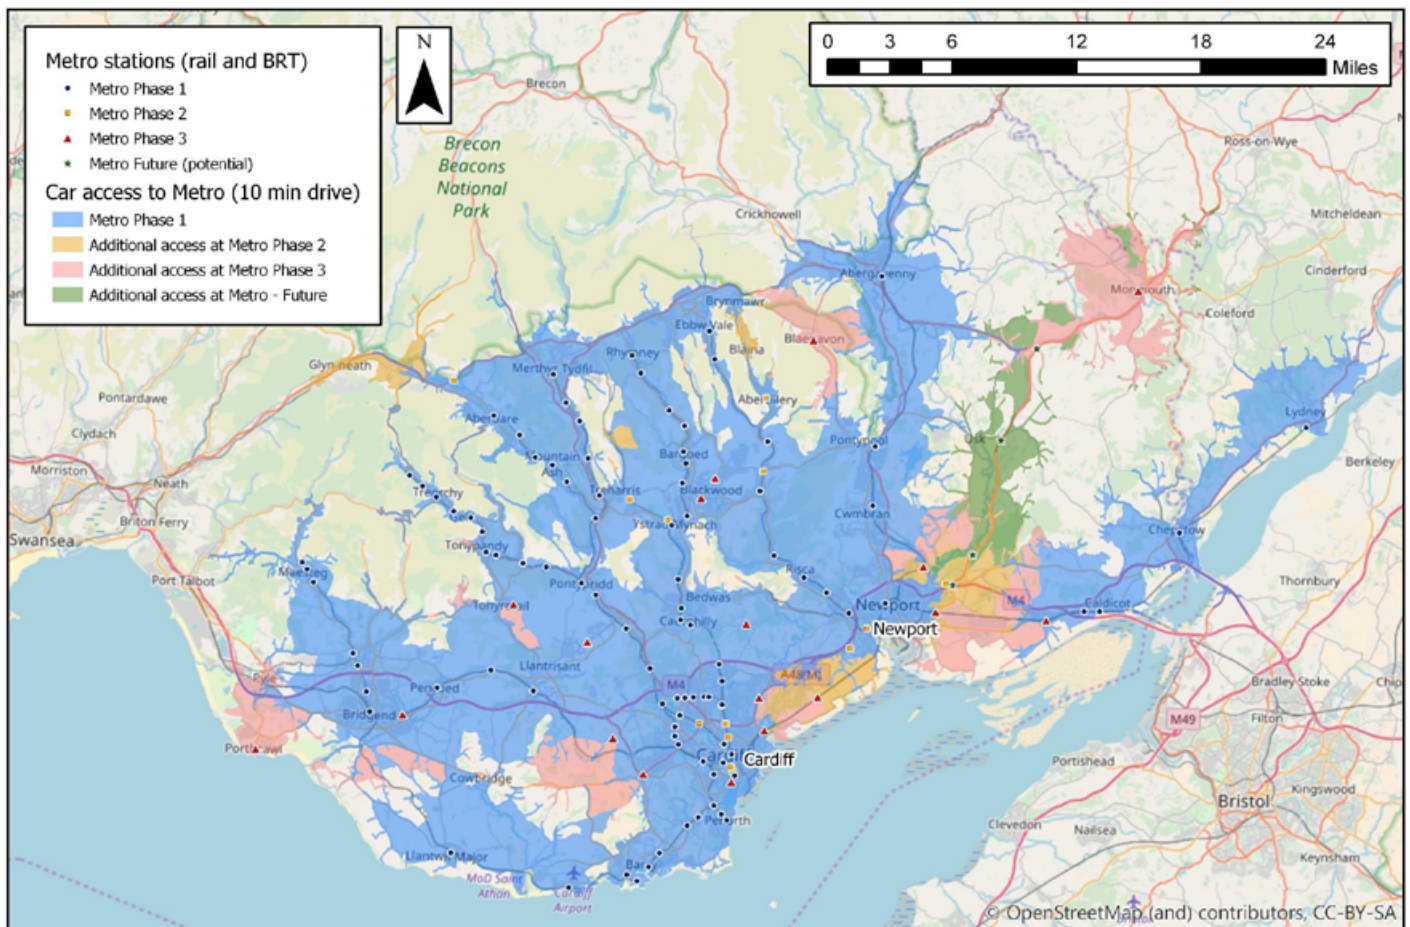 Metro stations (rail and BRT)
Metro Phase 1
Metro Phase 2
Metro Phase 3
Metro Future (potential)
Car access to Metro (10 min drive)
Metro Phase 1
Additional access at Metro Phase 2
Additional access at Metro Phase 3
Additional access at Metro - Future
N
0 3 6 12 18 24
Miles
Brecon
Brecon
Beacons
National
Park
Ross-on-Wye
Crickhowell
Mitcheldean
Abergavenny
Cinderford
Monmouth
Coleford
Brynmawr
Ebbw Vale
Blaina
Blaenavon
Rhymney
Glyn-neath
Merthyr Tydfil
Pontardawe
Abertillery
Aberdare
Lydney
Clydach
Usk
Pontypool
Mountain
Ash
Bargoed
Berkeley
Morriston
Neath
Treorchy
Treharris
Blackwood
Briton Ferry
Cwmbran
Ystrad Mynach
Chepstow
Swansea
Tonypandy
Maesteg
Port Talbot
Pontypridd
Risca
Thornbury
Bedwas
Tonyrefail
Newport
M4
Caldicot
Caerphilly
Newport
Llantrisant
A48(M)
Pyle
Pencoed
M4
Bradley Stoke
Bridgend
M49
Filton
Porthcawl
Cardiff
Cardiff
Portishead
Cowbridge
Kingswood
Bristol
Penarth
Clevedon
Nailsea
Llantwit Major
Barry
Keynsham
MoD Saint
Athan
Cardiff
Airport
© OpenStreetMap (and) contributors, CC-BY-SA